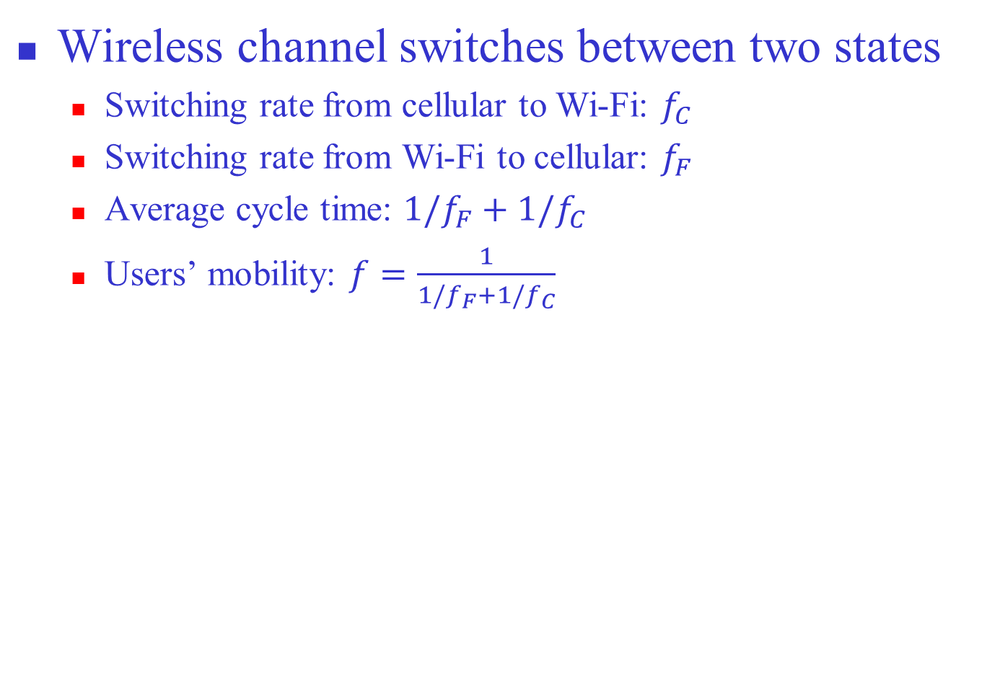 Wireless channel switches between two states
Switching rate from cellular to Wi-Fi: f_C
Switching rate from Wi-Fi to cellular: f_F
Average cycle time: 1/f_F + 1/f_C
Users’ mobility: f = \frac{1}{1/f_F+1/f_C}